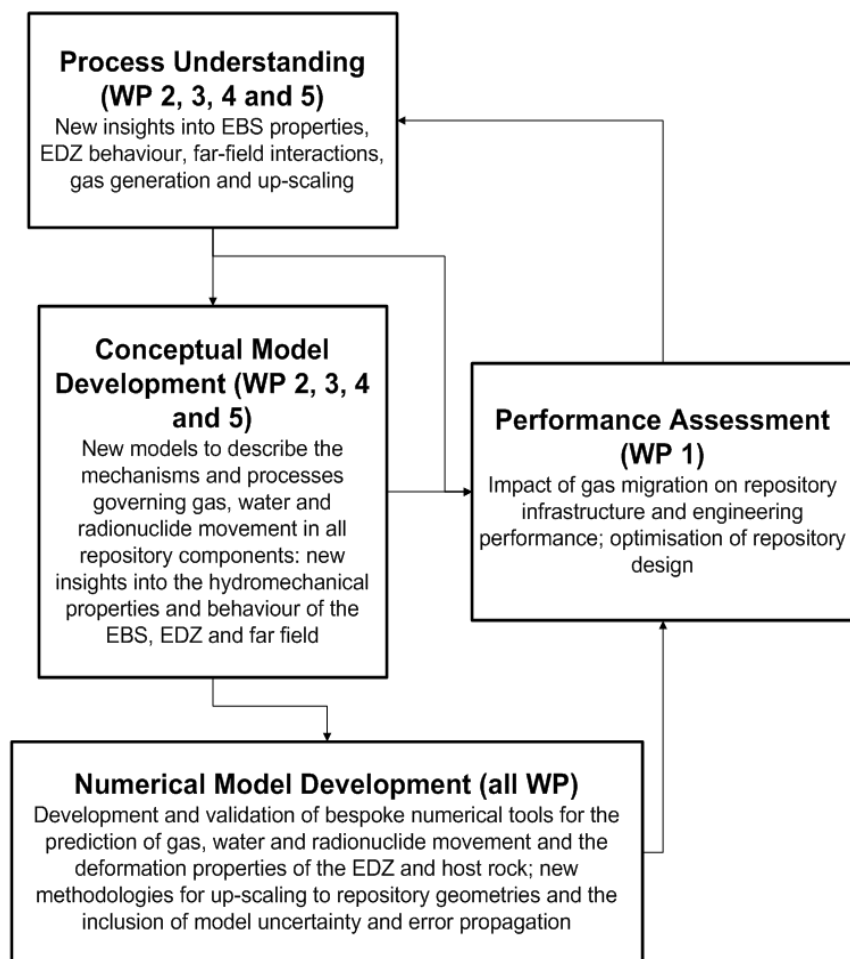 Process Understanding
(WP 2, 3, 4 and 5)
New insights into EBS properties,
EDZ behaviour, far-field interactions,
gas generation and up-scaling
Conceptual Model
Development (WP 2, 3, 4
and 5)
New models to describe the
mechanisms and processes
governing gas, water and
radionuclide movement in all
repository components: new
insights into the hydromechanical
properties and behaviour of the
EBS, EDZ and far field
Performance Assessment
(WP 1)
Impact of gas migration on repository
infrastructure and engineering
performance; optimisation of repository
design
Numerical Model Development (all WP)
Development and validation of bespoke numerical tools for the
prediction of gas, water and radionuclide movement and the
deformation properties of the EDZ and host rock; new
methodologies for up-scaling to repository geometries and the
inclusion of model uncertainty and error propagation